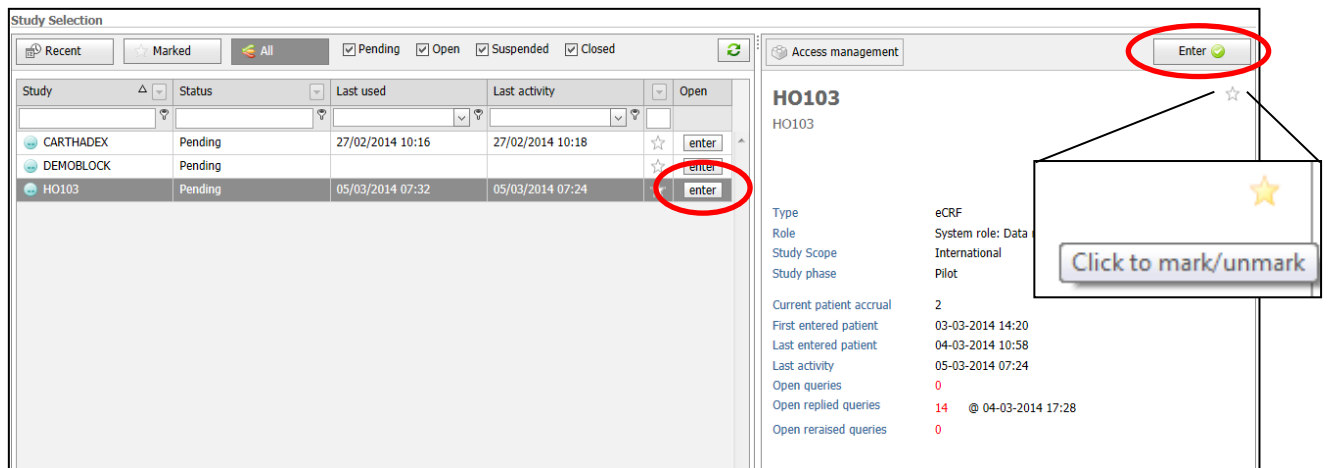 Study Selection
Recent Marked All Pending Open Suspended Closed
Study Status Last used Last activity Open
CARTHADEX Pending 27/02/2014 10:16 27/02/2014 10:18 enter
DEMOBLOCK Pending enter
HO103 Pending 05/03/2014 07:32 05/03/2014 07:24 enter
Access management Enter
HO103
HO103
Click to mark/unmark
Type eCRF
Role System role: Data
Study Scope International
Study phase Pilot
Current patient accrual 2
First entered patient 03-03-2014 14:20
Last entered patient 04-03-2014 10:58
Last activity 05-03-2014 07:24
Open queries 0
Open replied queries 14 @ 04-03-2014 17:28
Open reraised queries 0